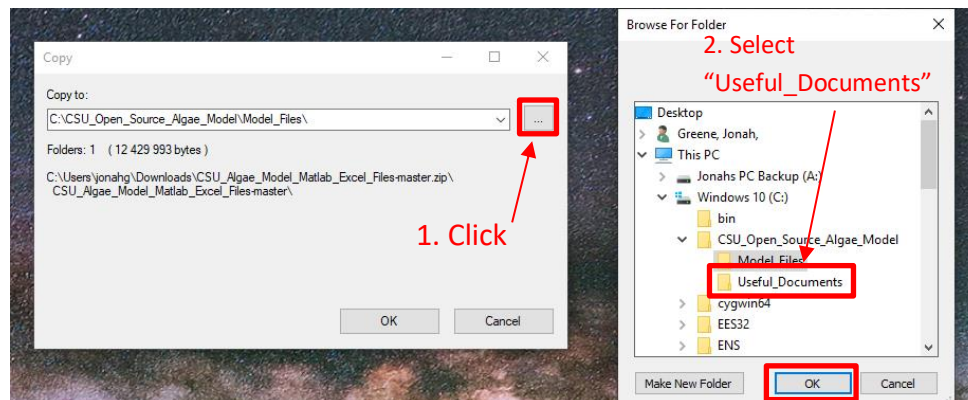 Copy
Copy to:
C:\CSU_Open_Source_Algae_Model\Model_Files\
...
Folders: 1 ( 12 429 993 bytes )
C:\Users\jonahg\Downloads\CSU_Algae_Model_Matlab_Excel_Files-master.zip\
CSU_Algae_Model_Matlab_Excel_Files-master\
1. Click
OK
Cancel
Browse For Folder
2. Select
“Useful_Documents”
Desktop
Greene, Jonah,
This PC
Jonahs PC Backup (A:)
Windows 10 (C:)
bin
CSU_Open_Source_Algae_Model
Model_Files
Useful_Documents
cygwin64
EES32
ENS
Make New Folder
OK
Cancel